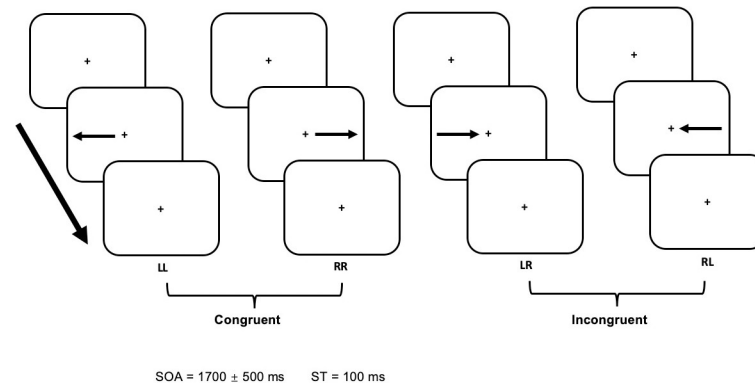 LL
RR
LR
RL
Congruent
Incongruent
SOA = 1700 ± 500 ms ST = 100 ms